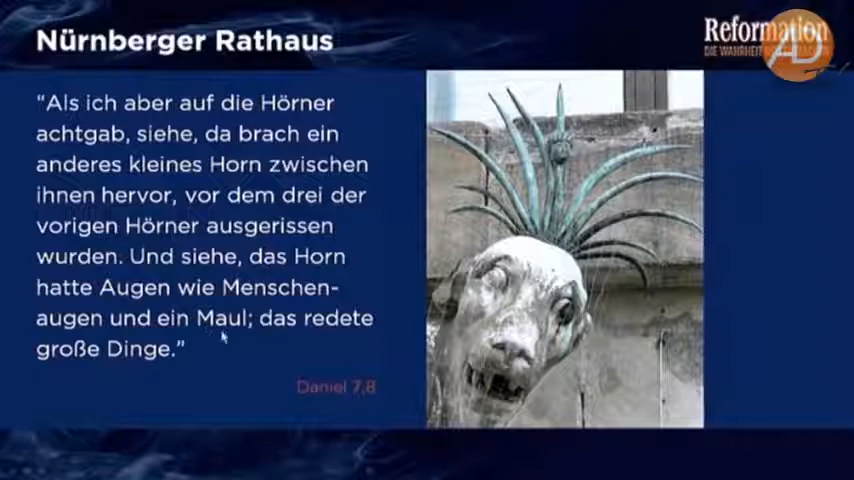 Nürnberger Rathaus
Reformation
DIE WAHRHEIT
"Als ich aber auf die Hörner
achtgab, siehe, da brach ein
anderes kleines Horn zwischen
ihnen hervor, vor dem drei der
vorigen Hörner ausgerissen
wurden. Und siehe, das Horn
hatte Augen wie Menschen-
augen und ein Maul; das redete
große Dinge."
Daniel 7,8